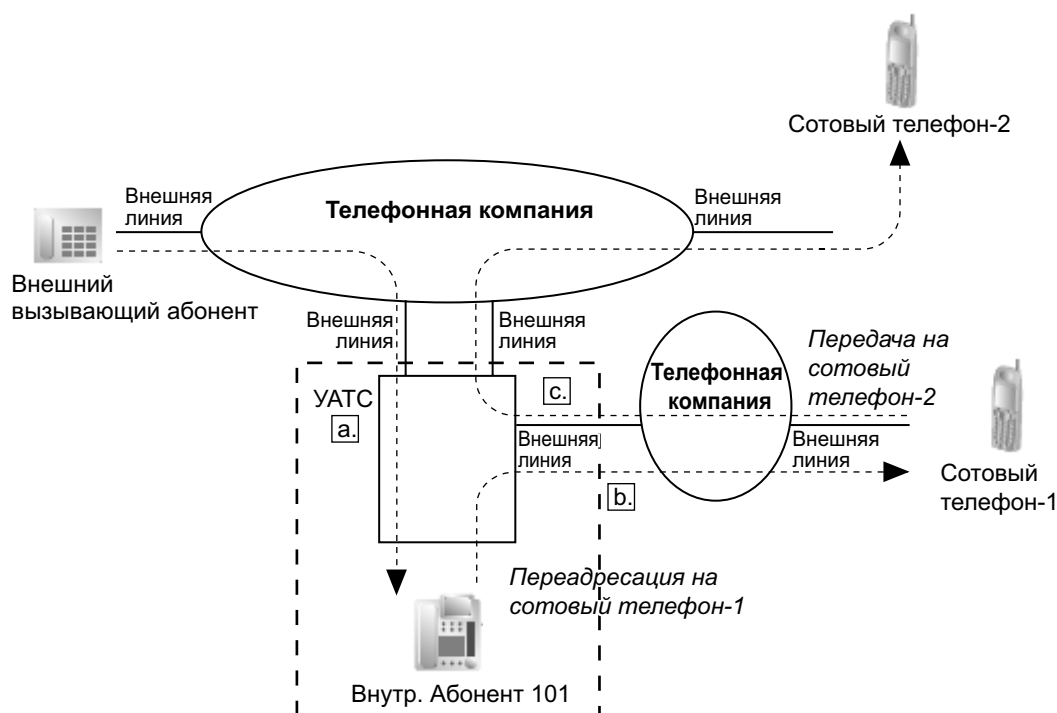 Сотовый телефон-2
Внешняя
линия
Телефонная компания
Внешняя
линия
Внешний
вызывающий абонент
Внешняя
линия
Внешняя
линия
Передача на
сотовый
телефон-2
Телефонная
компания
УАТС
a.
c.
Внешняя
линия
Внешняя
линия
b.
Сотовый
телефон-1
Переадресация на
сотовый телефон-1
Внутр. Абонент 101